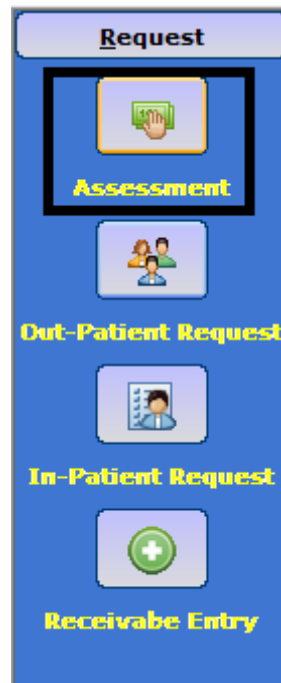 Request
Assessment
Out-Patient Request
In-Patient Request
Receivabe Entry